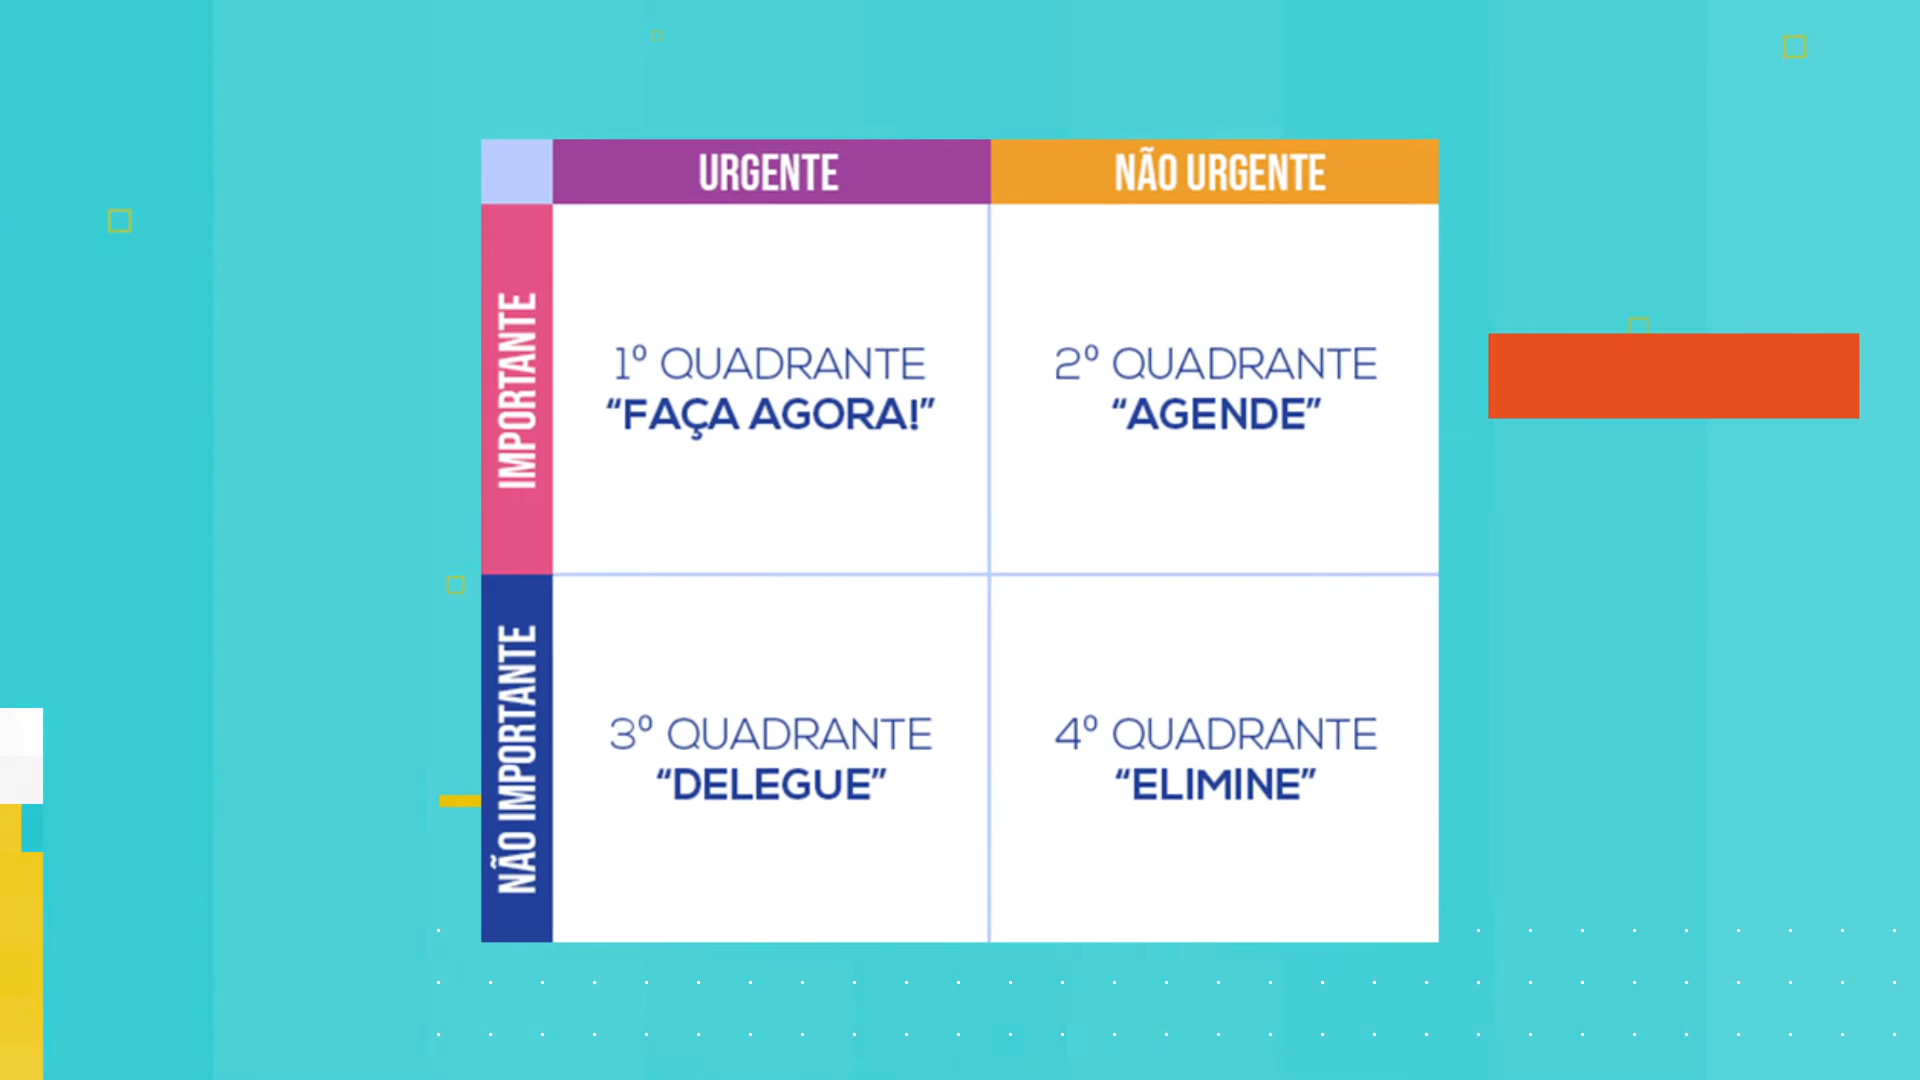 URGENTE
NÃO URGENTE
IMPORTANTE
1º QUADRANTE
“FAÇA AGORA!”
2º QUADRANTE
“AGENDE”
NÃO IMPORTANTE
3º QUADRANTE
“DELEGUE”
4º QUADRANTE
“ELIMINE”